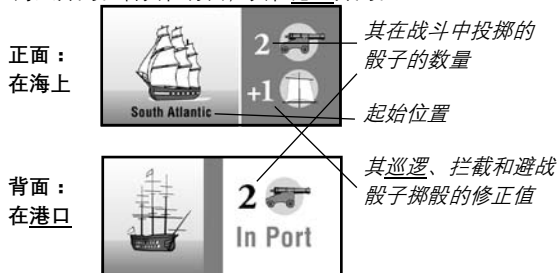 正面：
在海上
2
+1
South Atlantic
其在战斗中投掷的
骰子的数量
起始位置
背面：
在港口
2
In Port
其巡逻、拦截和避战
骰子掷骰的修正值